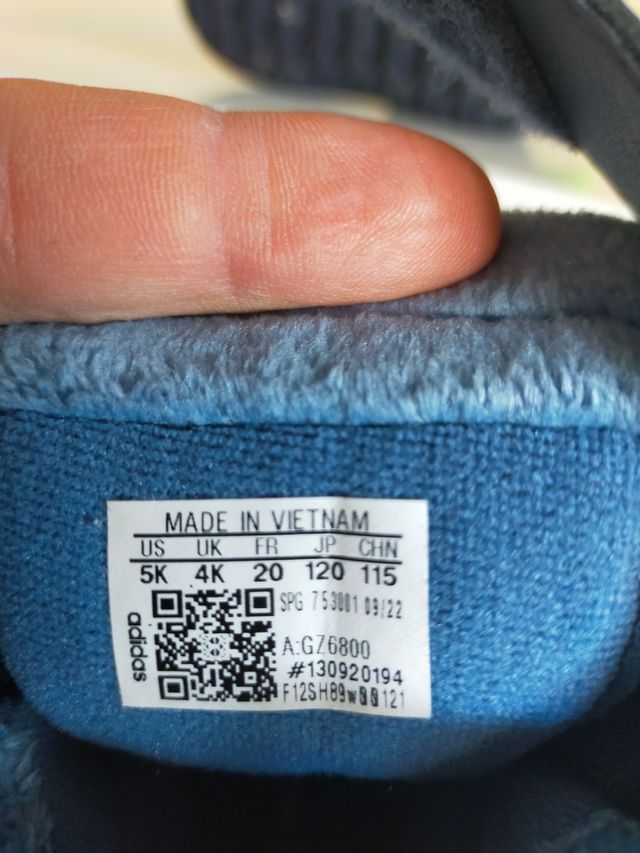 MADE IN VIETNAM
US UK FR JP CHN
5K 4K 20 120 115
SPG 753001 09/22
A:GZ6800
#130920194
F12SH89w00121
adidas